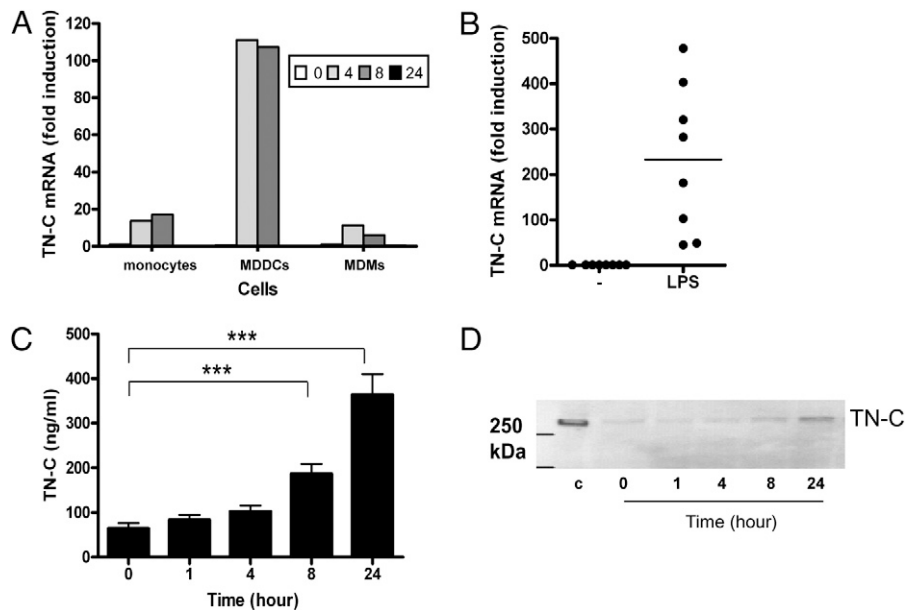 A
TN-C mRNA (fold induction)
120
100
80
60
40
20
0
0 4 8 24
monocytes MDDCs MDMs
Cells
B
TN-C mRNA (fold induction)
500
400
300
200
100
0
- LPS
C
TN-C (ng/ml)
500
400
300
200
100
0
***
***
0 1 4 8 24
Time (hour)
D
250
kDa
TN-C
c 0 1 4 8 24
Time (hour)